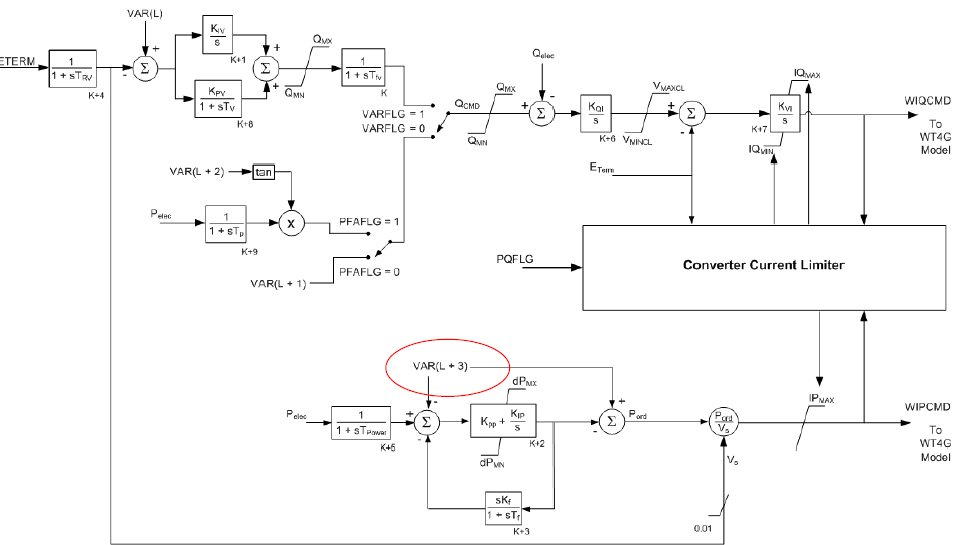 VAR(L)
ETERM
1
1 + sT_RV
K+4
+
-
Σ
K_IV
s
K+1
K_PV
1 + sT_V
K+8
+
+
Σ
Q_MX
Q_MN
1
1 + sT_fv
K
VARFLG = 1
VARFLG = 0
Q_CMD
Q_MX
Q_MN
Q_elec
+
-
Σ
K_QI
s
K+6
V_MAXCL
V_MINCL
+
-
Σ
K_VI
s
K+7
IQ_MAX
IQ_MIN
WIQCMD
To
WT4G
Model
E_Term
VAR(L + 2)
tan
P_elec
1
1 + sT_p
K+9
X
PFAFLG = 1
PFAFLG = 0
VAR(L + 1)
PQFLG
Converter Current Limiter
VAR(L + 3)
P_elec
1
1 + sT_Power
K+5
+
-
-
Σ
dP_MX
K_PP + K_IP
s
K+2
dP_MN
sK_f
1 + sT_f
K+3
+
-
Σ
P_ord
P_ord
V_S
V_S
0.01
IP_MAX
WIPCMD
To
WT4G
Model